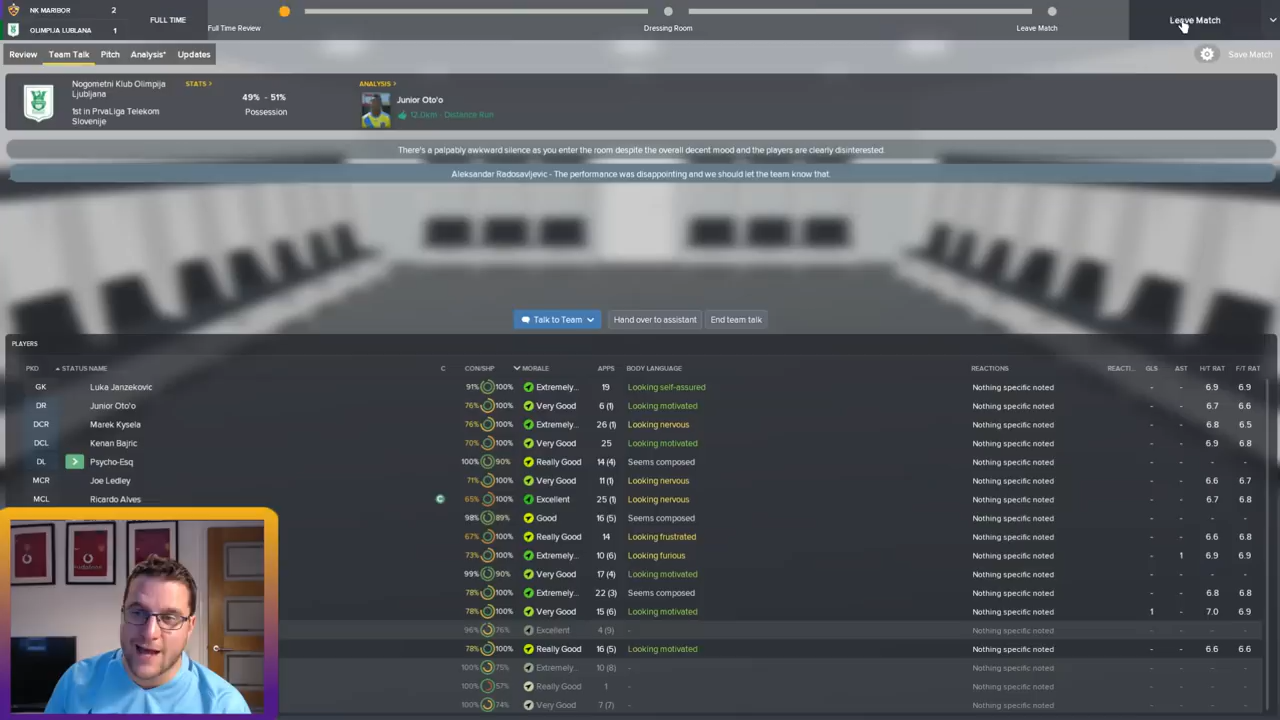 NK MARIBOR 2
OLIMPIJA LUBLANA 1
FULL TIME
Full Time Review
Dressing Room
Leave Match
Leave Match
Review Team Talk Pitch Analysis* Updates
Save Match
Nogometni Klub Olimpija
Ljubljana
1st in PrvaLiga Telekom
Slovenije
STATS >
49% - 51%
Possession
ANALYSIS >
Junior Oto'o
12.0km - Distance Run
There's a palpably awkward silence as you enter the room despite the overall decent mood and the players are clearly disinterested.
Aleksandar Radosavljevic - The performance was disappointing and we should let the team know that.
Talk to Team Hand over to assistant End team talk
PLAYERS
PKD STATUS NAME C CON/SHP MORALE APPS BODY LANGUAGE REACTIONS REACTI... GLS AST H/T RAT F/T RAT
GK Luka Janzekovic 91% 100% Extremely... 19 Looking self-assured Nothing specific noted - - 6.9 6.9
DR Junior Oto'o 76% 100% Very Good 6 (1) Looking motivated Nothing specific noted - - 6.7 6.6
DCR Marek Kysela 76% 100% Extremely... 26 (1) Looking nervous Nothing specific noted - - 6.8 6.5
DCL Kenan Bajric 70% 100% Very Good 25 Looking motivated Nothing specific noted - - 6.9 6.8
DL Psycho-Esq 100% 90% Really Good 14 (4) Seems composed Nothing specific noted - - - -
MCR Joe Ledley 71% 100% Very Good 11 (1) Looking nervous Nothing specific noted - - 6.6 6.7
MCL Ricardo Alves C 65% 100% Excellent 25 (1) Looking nervous Nothing specific noted - - 6.7 6.8
98% 89% Good 16 (5) Seems composed Nothing specific noted - - - -
67% 100% Really Good 14 Looking frustrated Nothing specific noted - - 6.6 6.8
73% 100% Extremely... 10 (6) Looking furious Nothing specific noted - 1 6.9 6.9
99% 90% Very Good 17 (4) Looking motivated Nothing specific noted - - - -
78% 100% Extremely... 22 (3) Seems composed Nothing specific noted - - 6.8 6.8
78% 100% Very Good 15 (6) Looking motivated Nothing specific noted 1 - 7.0 6.9
96% 76% Excellent 4 (9) - Nothing specific noted - - - -
78% 100% Really Good 16 (5) Looking motivated Nothing specific noted - - 6.6 6.6
100% 75% Extremely... 10 (8) - Nothing specific noted - - - -
100% 57% Really Good 1 - Nothing specific noted - - - -
100% 74% Very Good 7 (7) - Nothing specific noted - - - -